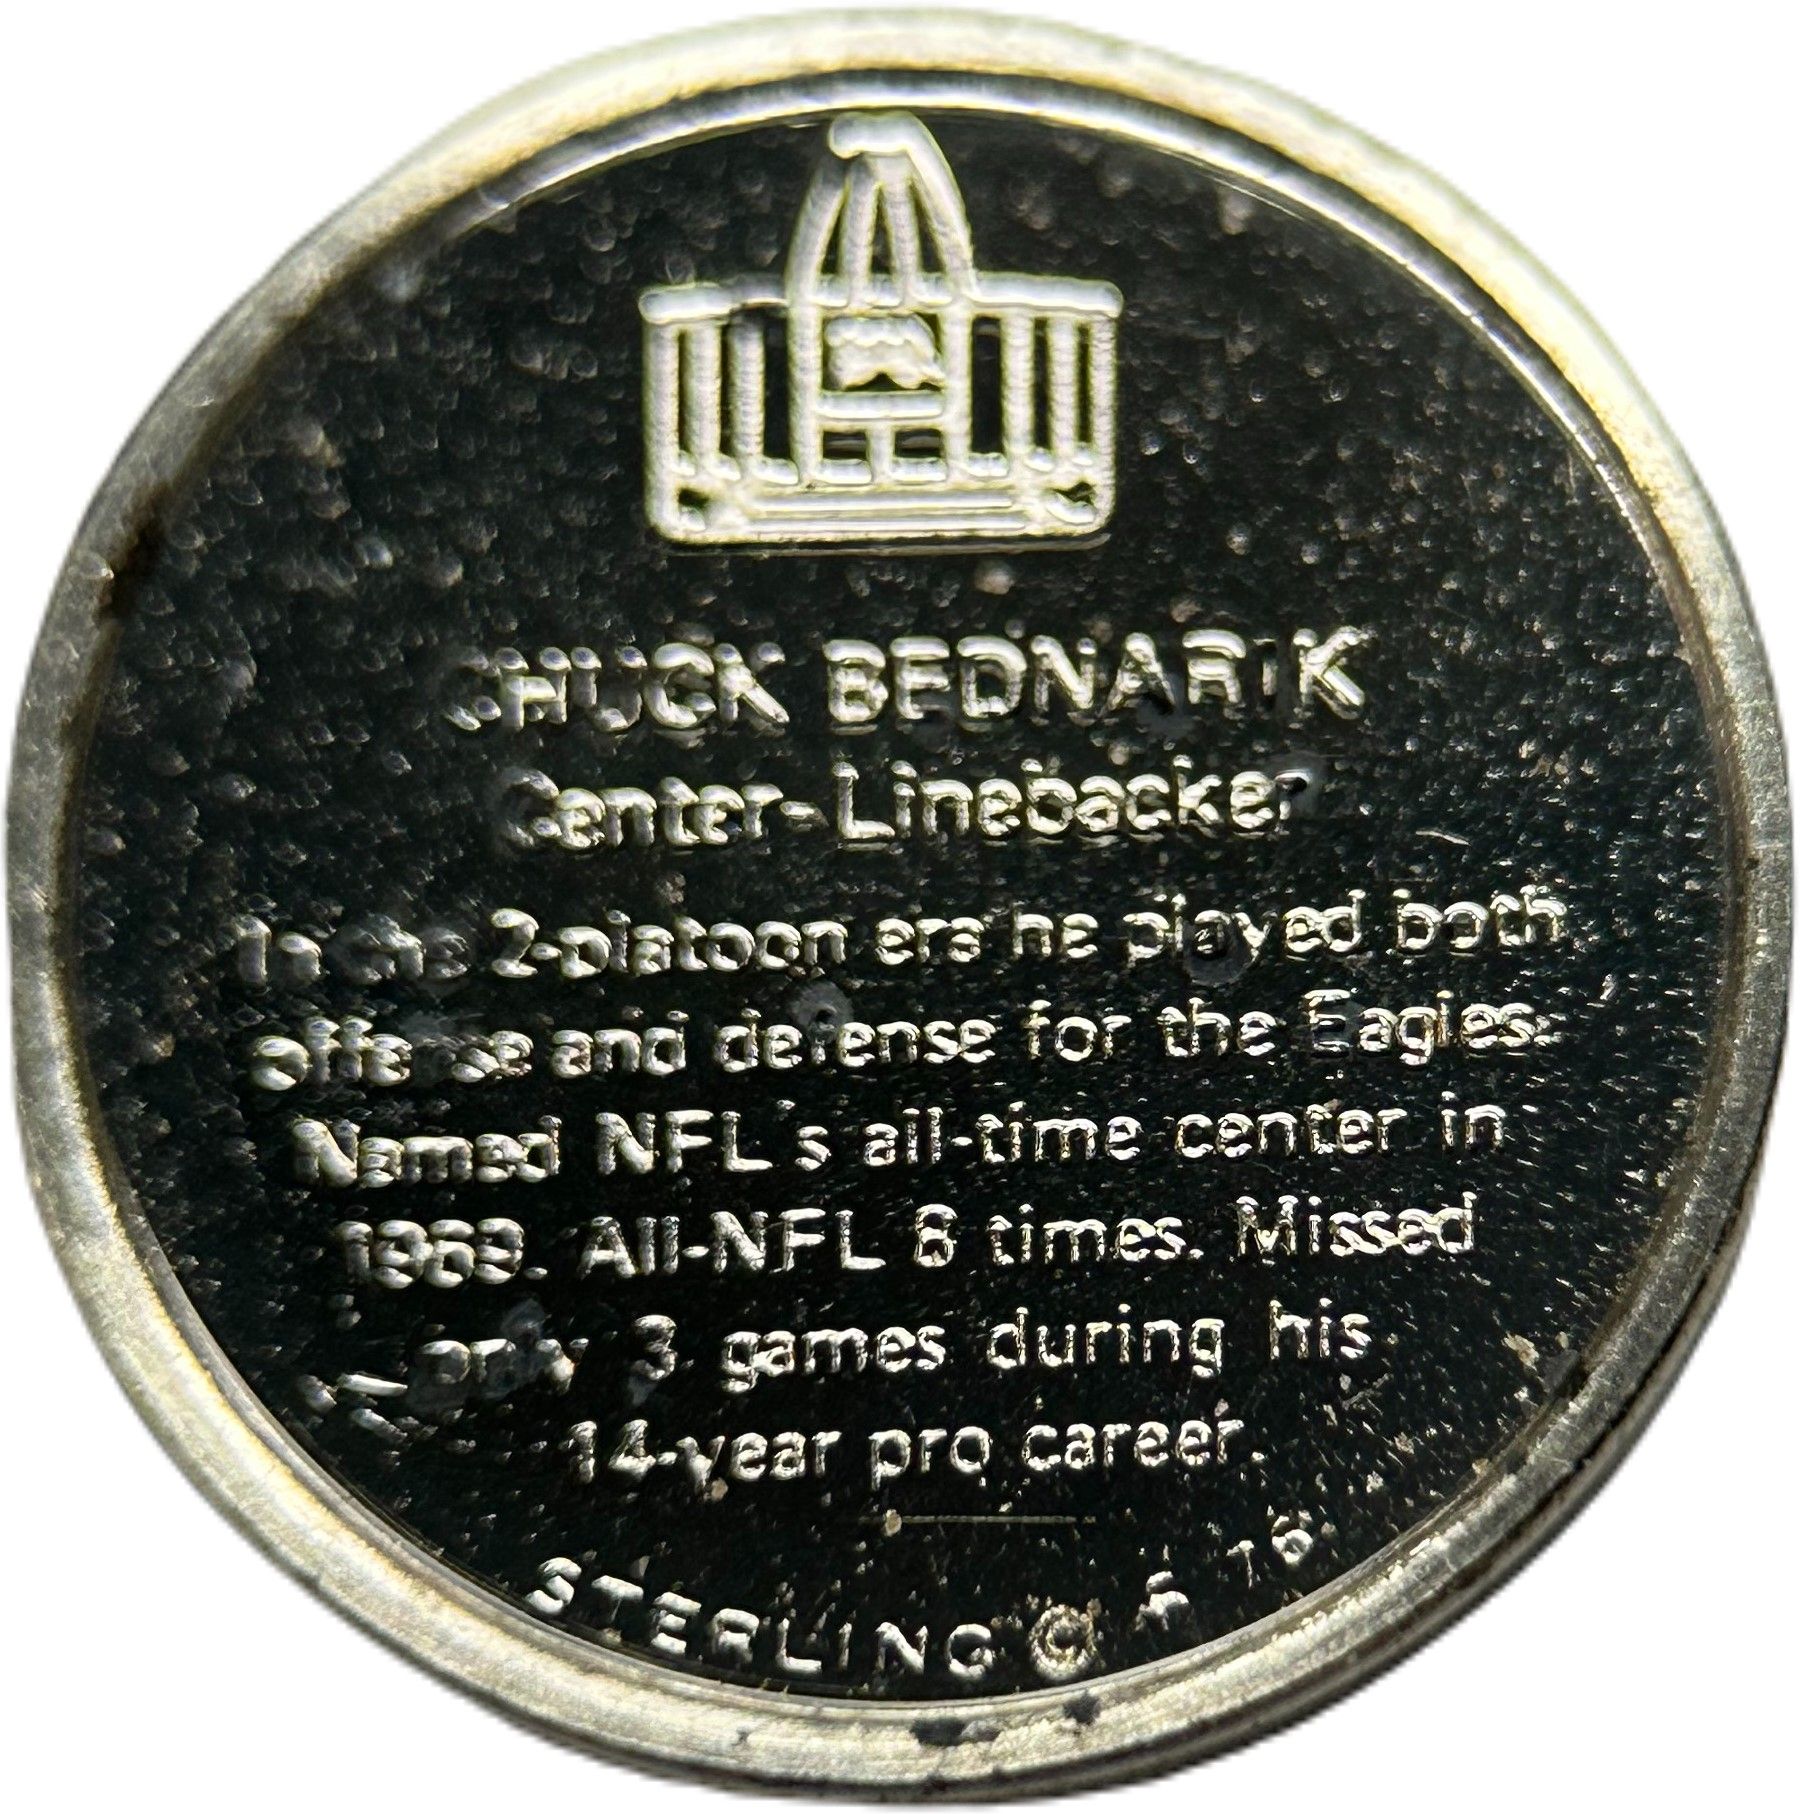 CHUCK BEDNARIK
Center-Linebacker
In the 2-platoon era he played both
offense and defense for the Eagles.
Named NFL's all-time center in
1969. All-NFL 8 times. Missed
only 3 games during his
14-year pro career.
STERLING ©